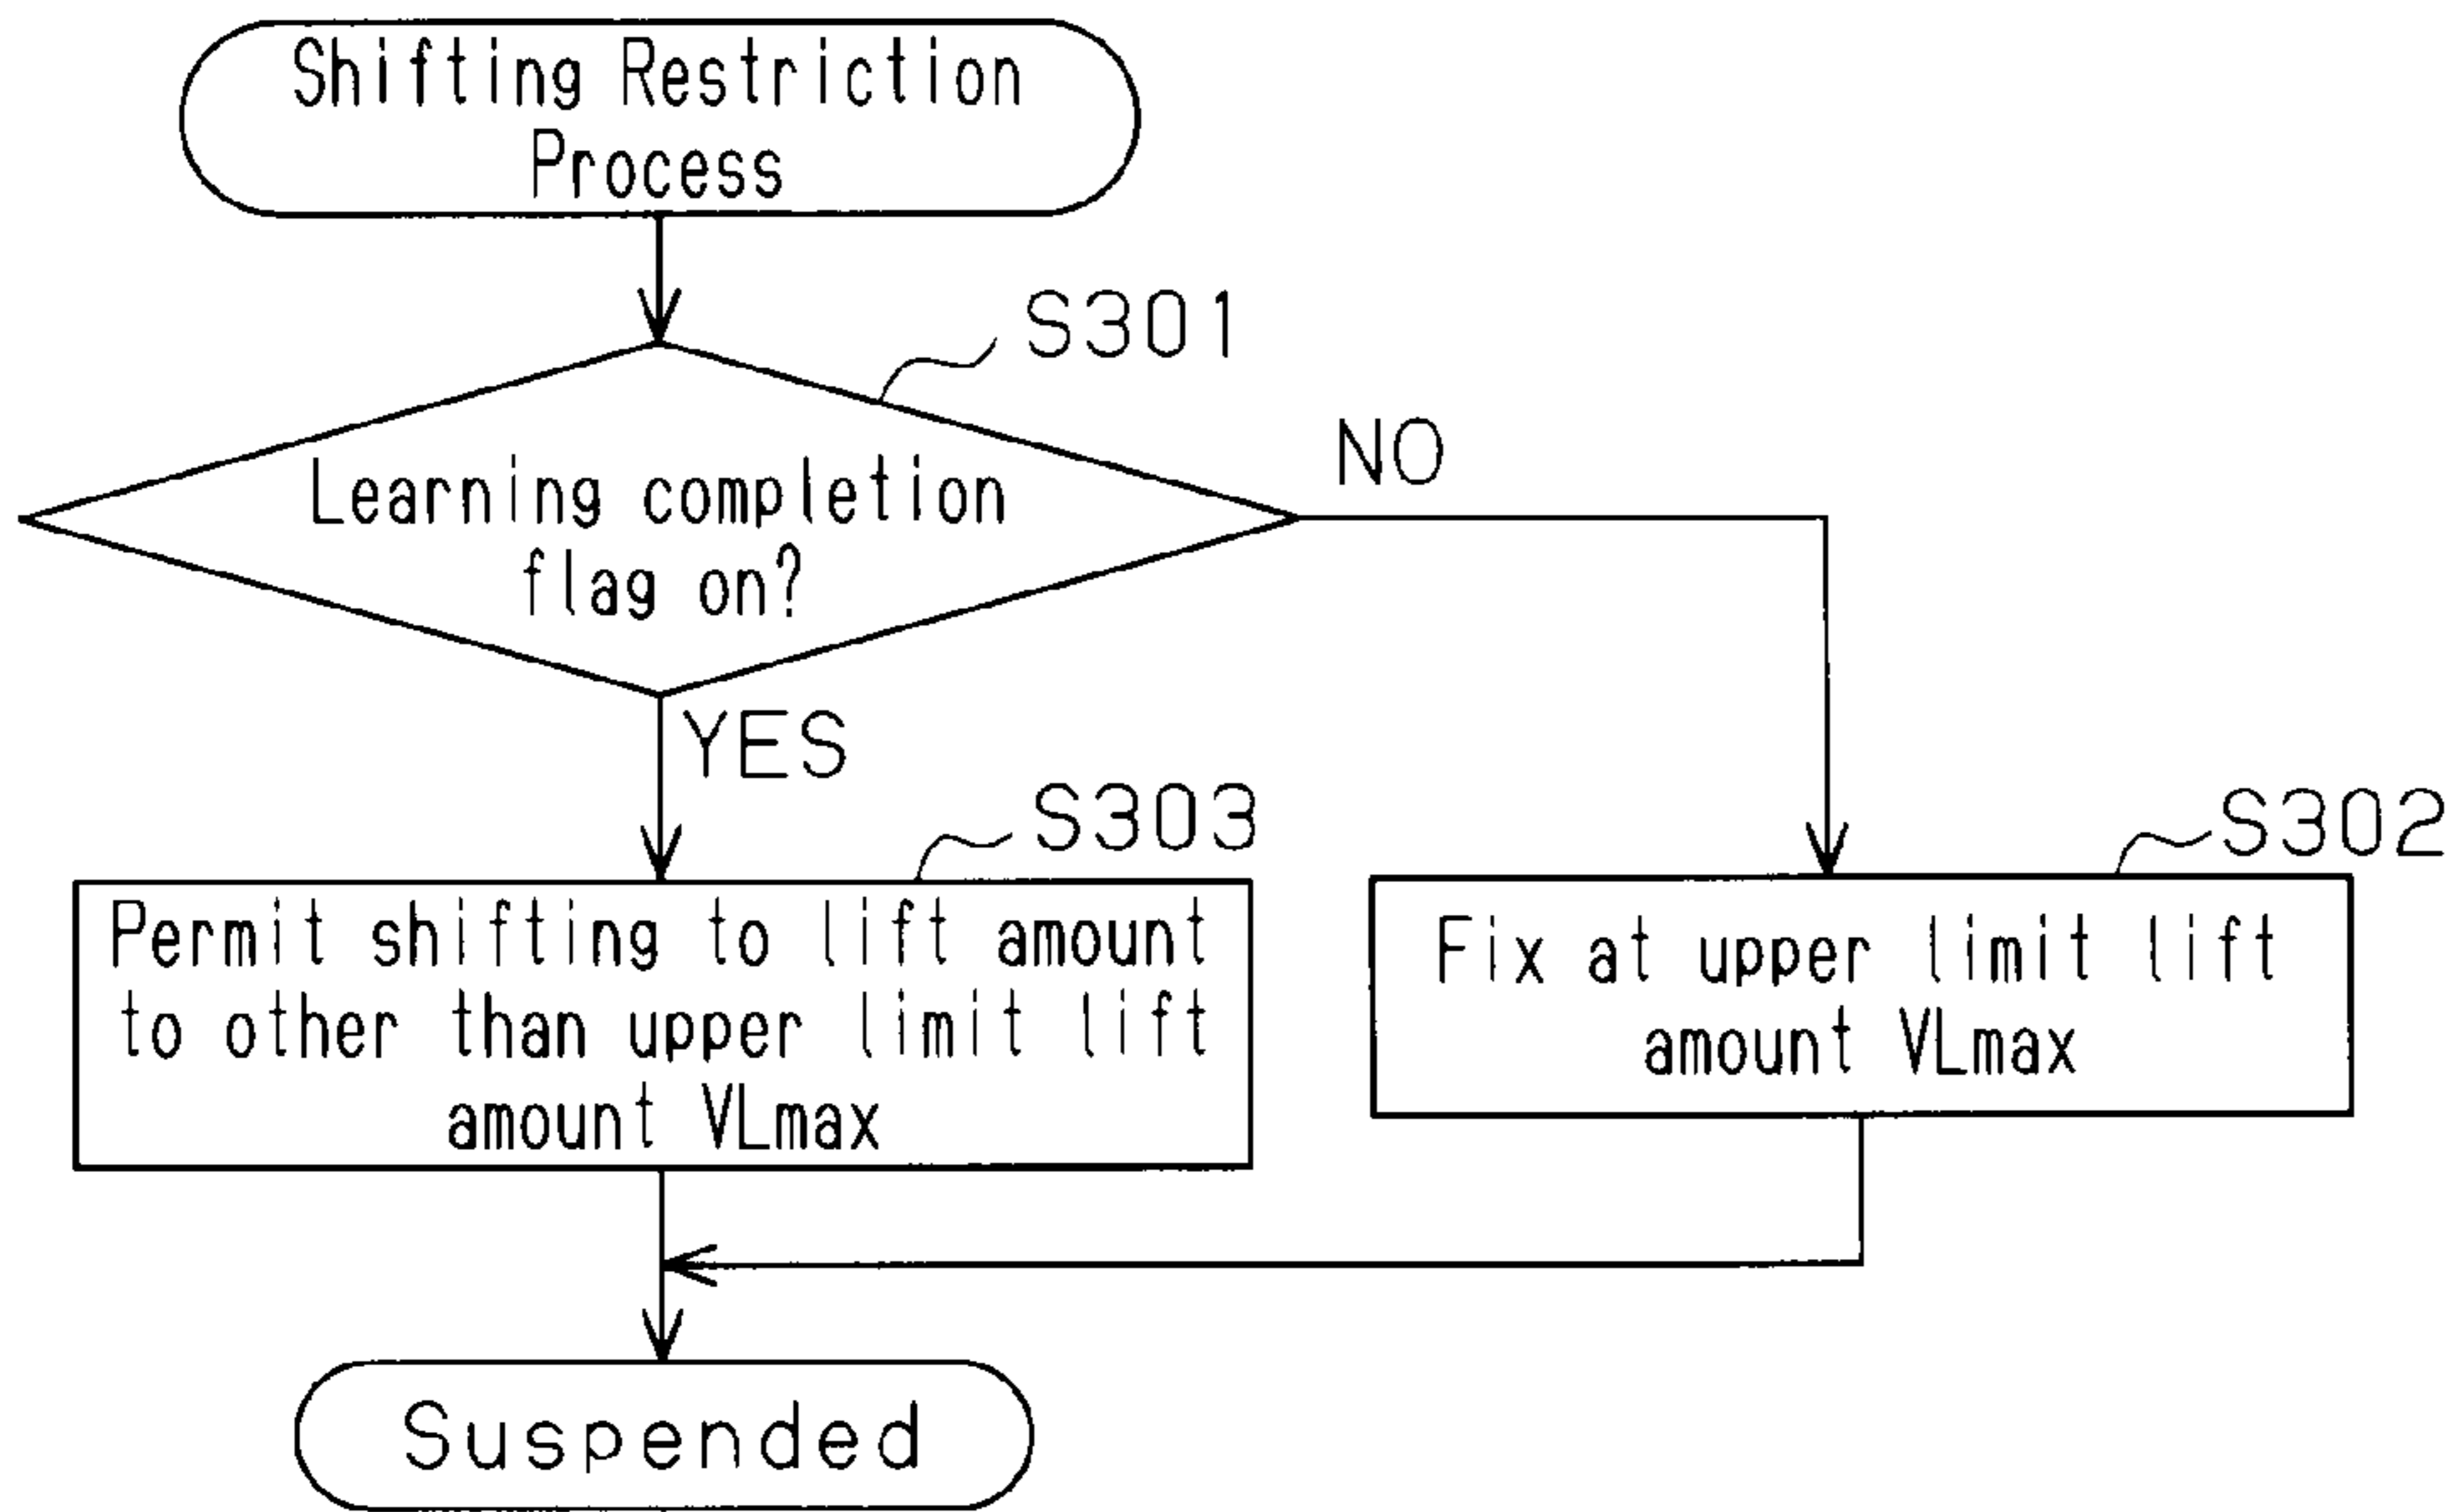 Shifting Restriction
Process
S301
Learning completion
flag on?
NO
YES
S303
Permit shifting to lift amount
to other than upper limit lift
amount VLmax
S302
Fix at upper limit lift
amount VLmax
Suspended